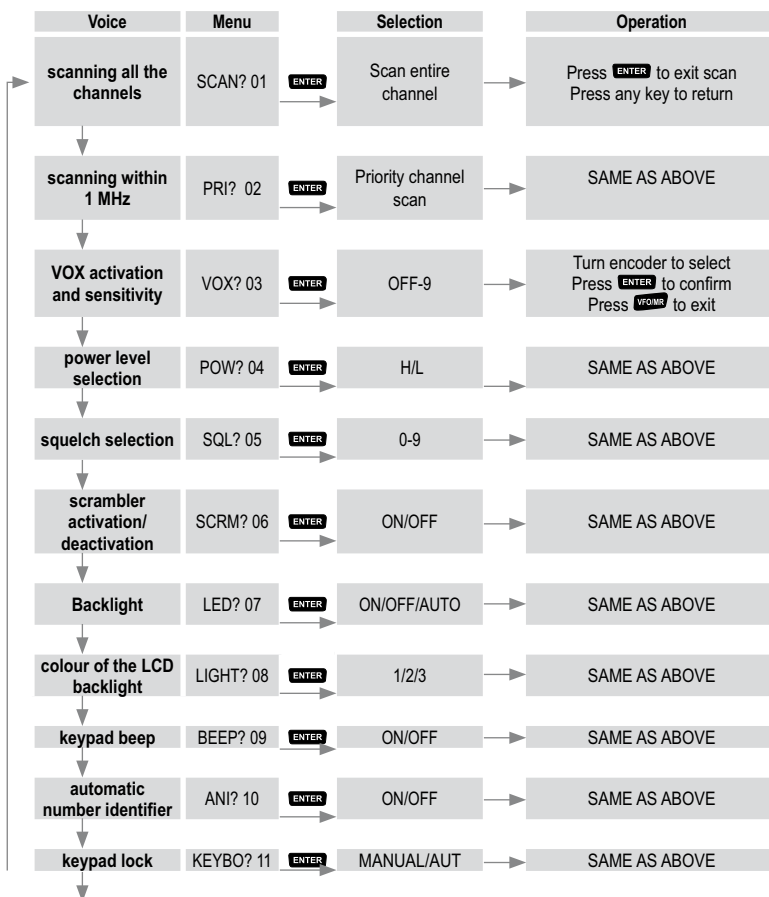 Voice Menu Selection Operation
scanning all the
channels
SCAN? 01
ENTER
Scan entire
channel
Press ENTER to exit scan
Press any key to return
scanning within
1 MHz
PRI? 02
ENTER
Priority channel
scan
SAME AS ABOVE
VOX activation
and sensitivity
VOX? 03
ENTER
OFF-9
Turn encoder to select
Press ENTER to confirm
Press VFO/MR to exit
power level
selection
POW? 04
ENTER
H/L
SAME AS ABOVE
squelch selection
SQL? 05
ENTER
0-9
SAME AS ABOVE
scrambler
activation/
deactivation
SCRM? 06
ENTER
ON/OFF
SAME AS ABOVE
Backlight
LED? 07
ENTER
ON/OFF/AUTO
SAME AS ABOVE
colour of the LCD
backlight
LIGHT? 08
ENTER
1/2/3
SAME AS ABOVE
keypad beep
BEEP? 09
ENTER
ON/OFF
SAME AS ABOVE
automatic
number identifier
ANI? 10
ENTER
ON/OFF
SAME AS ABOVE
keypad lock
KEYBO? 11
ENTER
MANUAL/AUT
SAME AS ABOVE